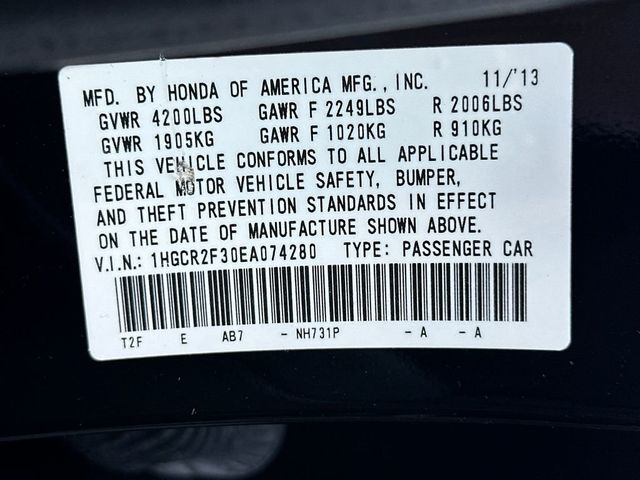 MFD. BY HONDA OF AMERICA MFG., INC. 11/'13
GVWR 4200LBS GAWR F 2249LBS R 2006LBS
GVWR 1905KG GAWR F 1020KG R 910KG
THIS VEHICLE CONFORMS TO ALL APPLICABLE
FEDERAL MOTOR VEHICLE SAFETY, BUMPER,
AND THEFT PREVENTION STANDARDS IN EFFECT
ON THE DATE OF MANUFACTURE SHOWN ABOVE.
V.I.N.: 1HGCR2F30EA074280 TYPE: PASSENGER CAR
T2F E AB7 - NH731P - A - A